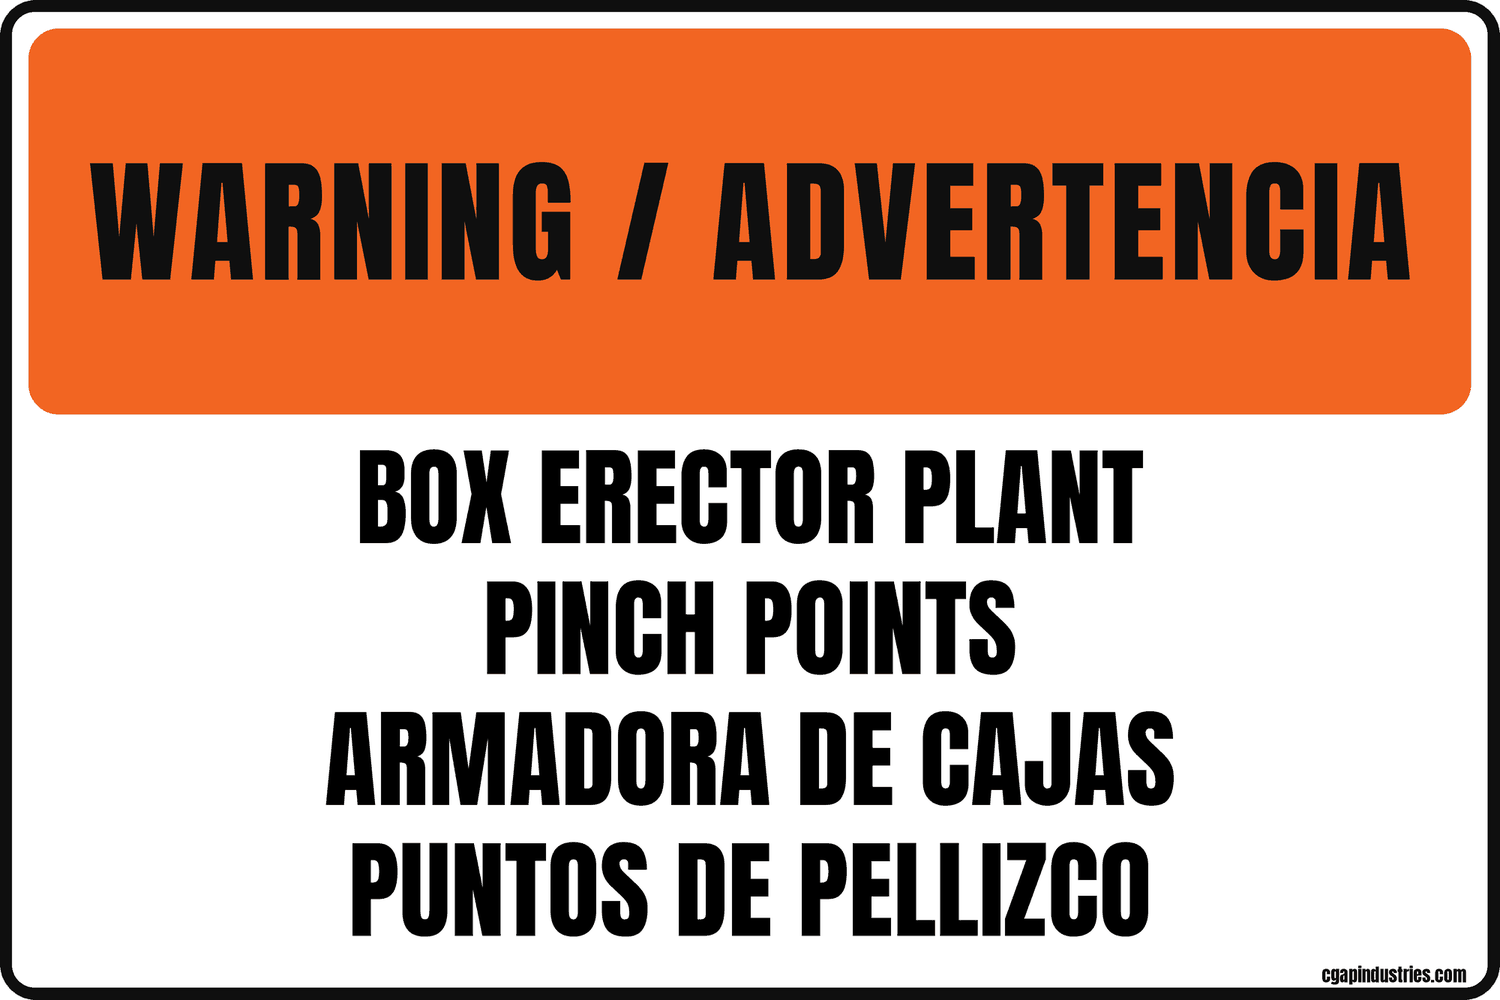 WARNING / ADVERTENCIA
BOX ERECTOR PLANT
PINCH POINTS
ARMADORA DE CAJAS
PUNTOS DE PELLIZCO
cgapindustries.com